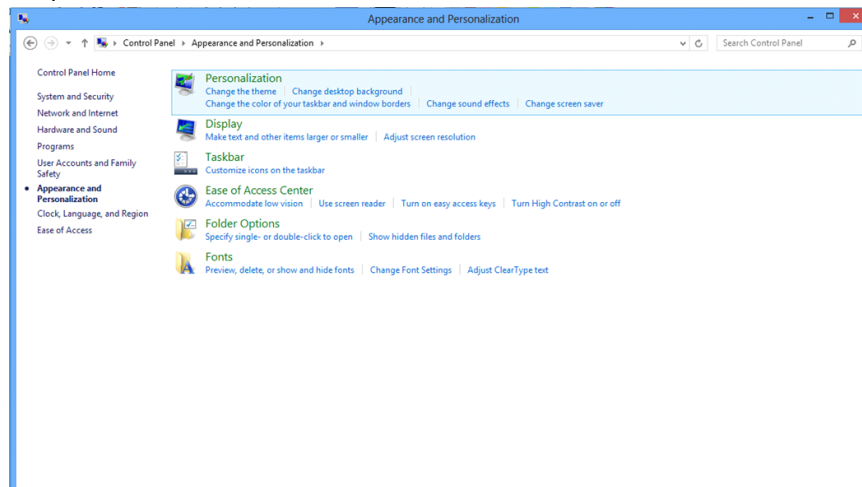 Appearance and Personalization
Control Panel Appearance and Personalization
Search Control Panel
Control Panel Home
System and Security
Network and Internet
Hardware and Sound
Programs
User Accounts and Family
Safety
Appearance and
Personalization
Clock, Language, and Region
Ease of Access
Personalization
Change the theme Change desktop background
Change the color of your taskbar and window borders Change sound effects Change screen saver
Display
Make text and other items larger or smaller Adjust screen resolution
Taskbar
Customize icons on the taskbar
Ease of Access Center
Accommodate low vision Use screen reader Turn on easy access keys Turn High Contrast on or off
Folder Options
Specify single- or double-click to open Show hidden files and folders
Fonts
Preview, delete, or show and hide fonts Change Font Settings Adjust ClearType text